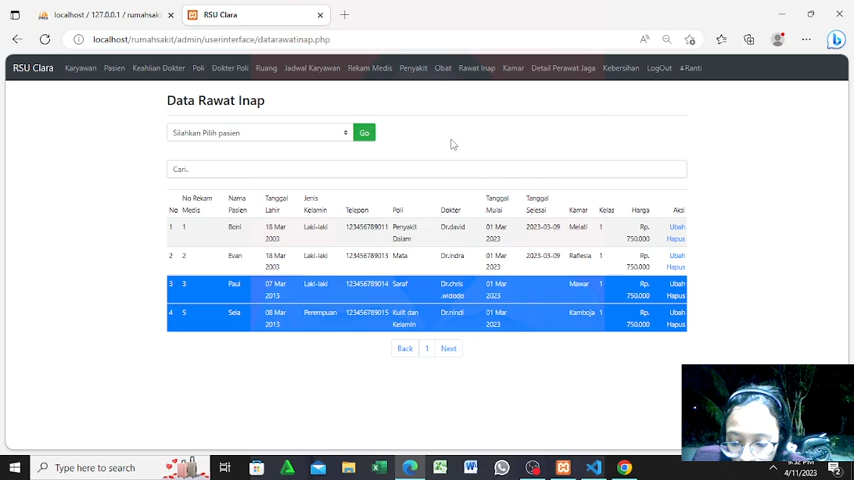 localhost / 127.0.0.1 / rumahsaki
RSU Clara
localhost/rumahsakit/admin/userinterface/datarawatinap.php
RSU Clara Karyawan Pasien Keahlian Dokter Poli Dokter Poli Ruang Jadwal Karyawan Rekam Medis Penyakit Obat Rawat Inap Kamar Detail Perawat Jaga Kebersihan LogOut Ranti
Data Rawat Inap
Silahkan Pilih pasien Go
Cari..
No Rekam Nama Tanggal Jenis Tanggal Tanggal
No Medis Pasien Lahir Kelamin Telepon Poli Dokter Mulai Selesai Kamar Kelas Harga Aksi
1 1 Boni 18 Mar Laki-laki 123456789011 Penyakit Dr.david 01 Mar 2023-03-09 Melati 1 Rp. Ubah
2003 Dalam 2023 750.000 Hapus
2 2 Evan 18 Mar Laki-laki 123456789013 Mata Dr.indra 01 Mar 2023-03-09 Raflesia 1 Rp. Ubah
2003 2023 750.000 Hapus
3 3 Paul 07 Mar Laki-laki 123456789014 Saraf Dr.chris 01 Mar Mawar 1 Rp. Ubah
2013 .widodo 2023 750.000 Hapus
4 5 Sela 08 Mar Perempuan 123456789015 Kulit dan Dr.nindi 01 Mar Kamboja 1 Rp. Ubah
2013 Kelamin 2023 750.000 Hapus
Back 1 Next
Type here to search
4/11/2023